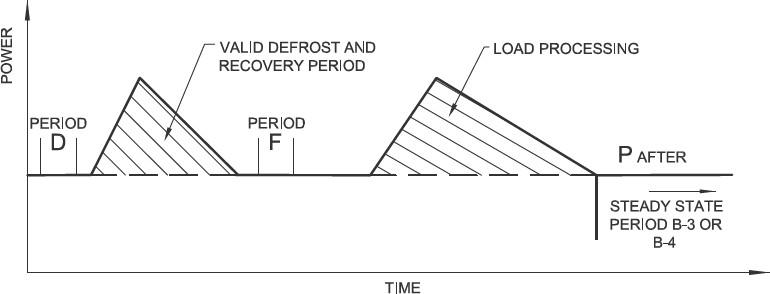 POWER
VALID DEFROST AND
RECOVERY PERIOD
LOAD PROCESSING
PERIOD
D
PERIOD
F
P AFTER
STEADY STATE
PERIOD B-3 OR
B-4
TIME